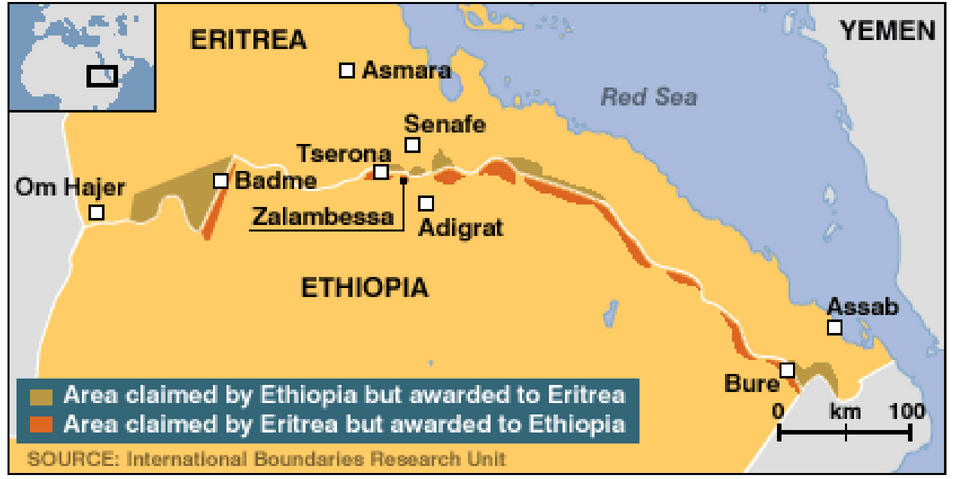 ERITREA
YEMEN
Asmara
Red Sea
Senafe
Tserona
Om Hajer
Badme
Zalambessa
Adigrat
ETHIOPIA
Assab
Bure
Area claimed by Ethiopia but awarded to Eritrea
Area claimed by Eritrea but awarded to Ethiopia
0 km 100
SOURCE: International Boundaries Research Unit